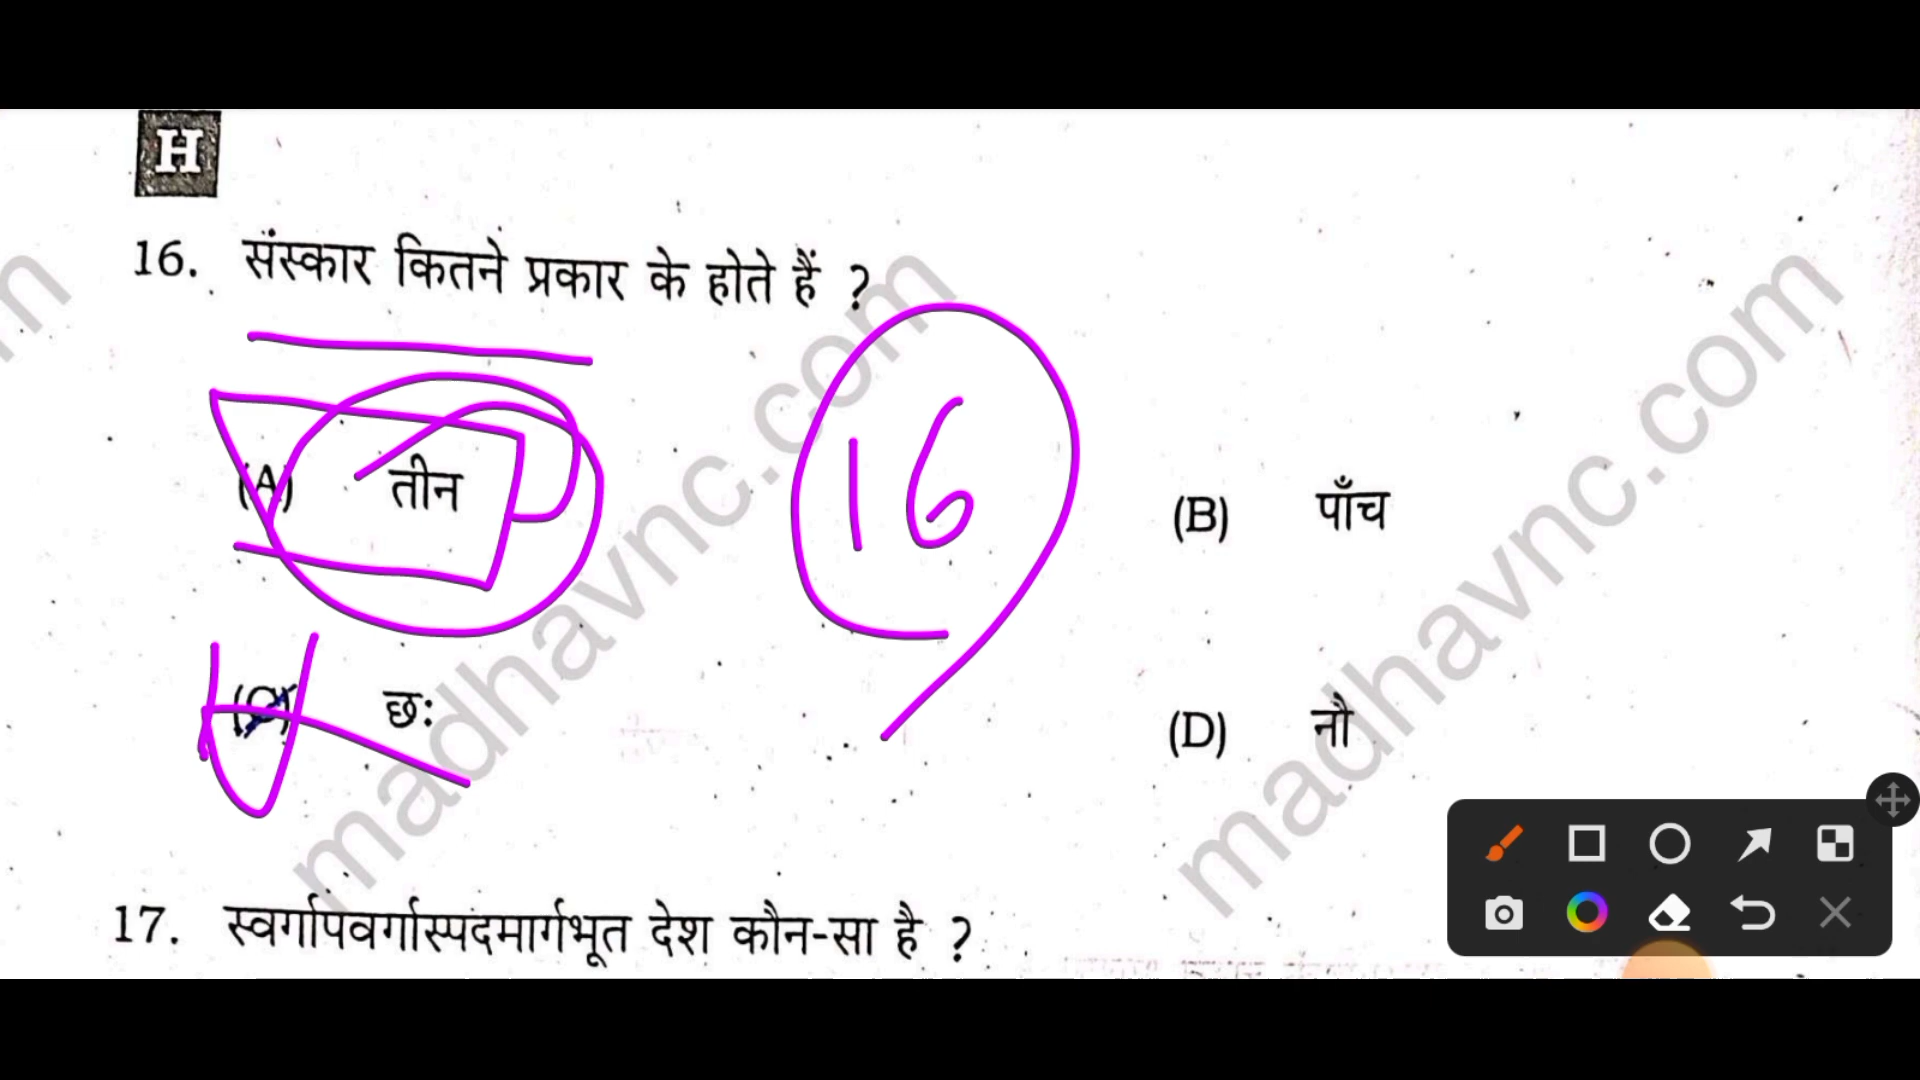 H
16. संस्कार कितने प्रकार के होते हैं ?
16
(A) तीन
(B) पाँच
(C) छः
(D) नौ
17. स्वर्गापवर्गास्पदमार्गभूत देश कौन-सा है ?
madhavnc.com
madhavnc.com
m